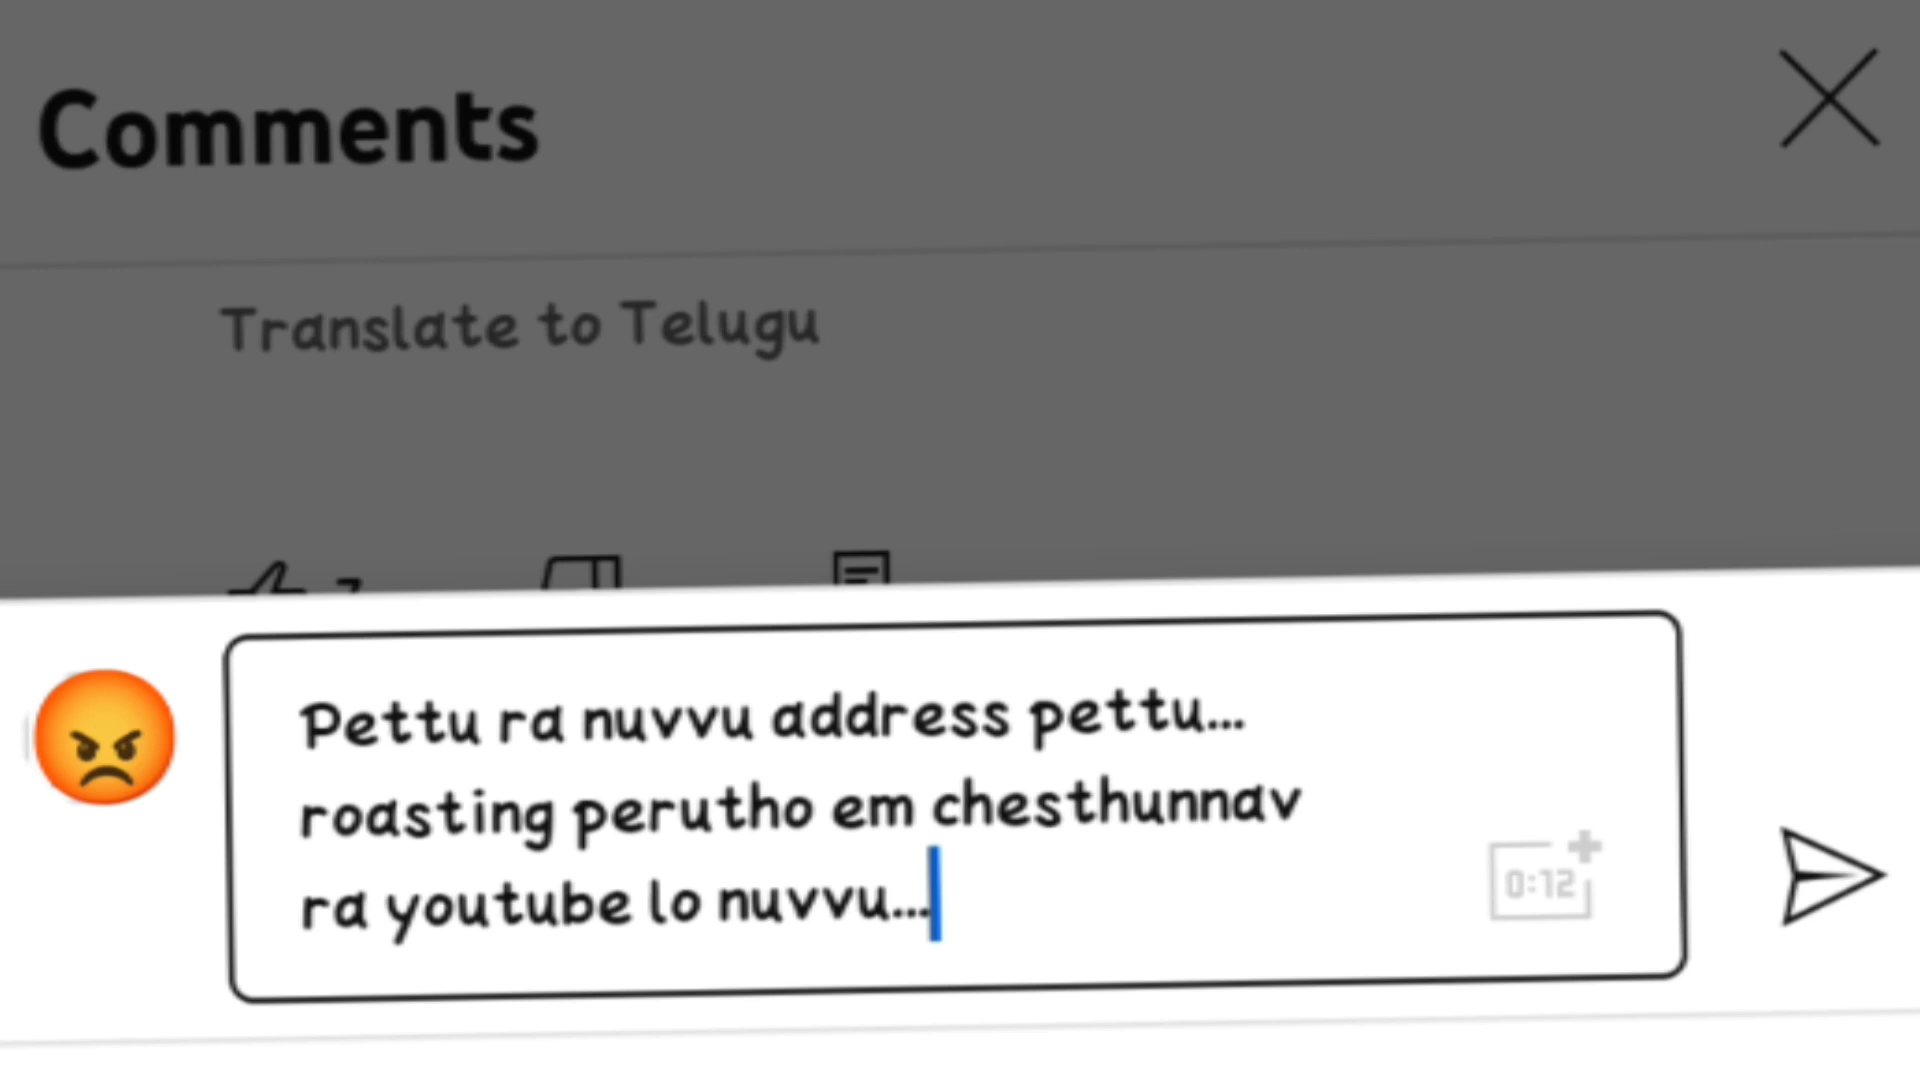 Comments
Translate to Telugu
Pettu ra nuvvu address pettu...
roasting perutho em chesthunnav
ra youtube lo nuvvu...
0:12